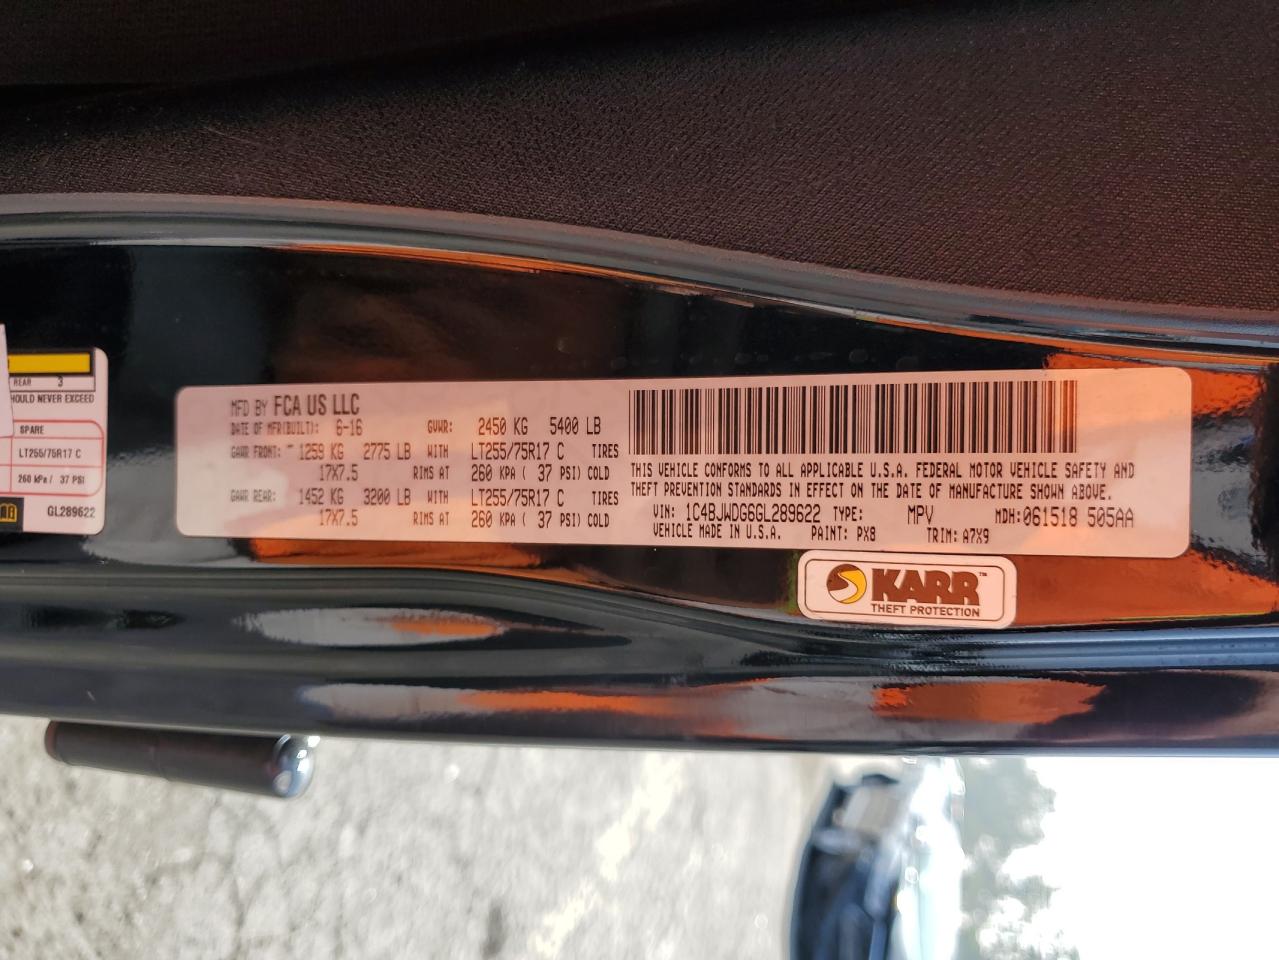 REAR 3
HOULD NEVER EXCEED
SPARE
LT255/75R17 C
260 kPa / 37 PSI
GL289622
MFD BY FCA US LLC
DATE OF MFR(BUILT): 6-16 GVWR: 2450 KG 5400 LB
GAWR FRONT: 1259 KG 2775 LB WITH LT255/75R17 C TIRES
17X7.5 RIMS AT 260 KPA ( 37 PSI) COLD
GAWR REAR: 1452 KG 3200 LB WITH LT255/75R17 C TIRES
17X7.5 RIMS AT 260 KPA ( 37 PSI) COLD
THIS VEHICLE CONFORMS TO ALL APPLICABLE U.S.A. FEDERAL MOTOR VEHICLE SAFETY AND
THEFT PREVENTION STANDARDS IN EFFECT ON THE DATE OF MANUFACTURE SHOWN ABOVE.
VIN: 1C4BJWDG6GL289622 TYPE: MPV MDH:061518 505AA
VEHICLE MADE IN U.S.A. PAINT: PX8 TRIM: A7X9
KARR™
THEFT PROTECTION